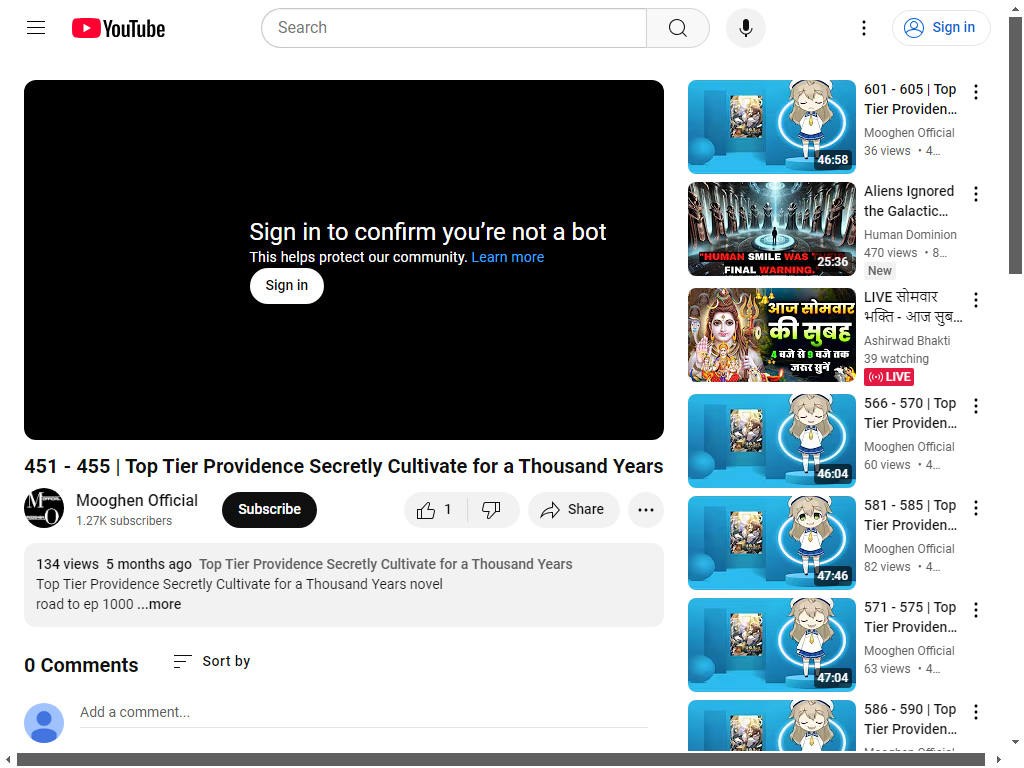 YouTube
Search
Sign in
Sign in to confirm you’re not a bot
This helps protect our community. Learn more
Sign in
451 - 455 | Top Tier Providence Secretly Cultivate for a Thousand Years
Mooghen Official
1.27K subscribers
Subscribe
1
Share
134 views 5 months ago Top Tier Providence Secretly Cultivate for a Thousand Years
Top Tier Providence Secretly Cultivate for a Thousand Years novel
road to ep 1000 ...more
0 Comments
Sort by
Add a comment...
46:58
601 - 605 | Top
Tier Providen…
Mooghen Official
36 views • 4…
"HUMAN SMILE WAS
FINAL WARNING."
25:36
Aliens Ignored
the Galactic…
Human Dominion
470 views • 8…
New
आज सोमवार
की सुबह
4 बजे से 9 बजे तक
जरूर सुनें
LIVE सोमवार
भक्ति - आज सुब…
Ashirwad Bhakti
39 watching
LIVE
46:04
566 - 570 | Top
Tier Providen…
Mooghen Official
60 views • 4…
47:46
581 - 585 | Top
Tier Providen…
Mooghen Official
82 views • 4…
47:04
571 - 575 | Top
Tier Providen…
Mooghen Official
63 views • 4…
586 - 590 | Top
Tier Providen…
Mooghen Official